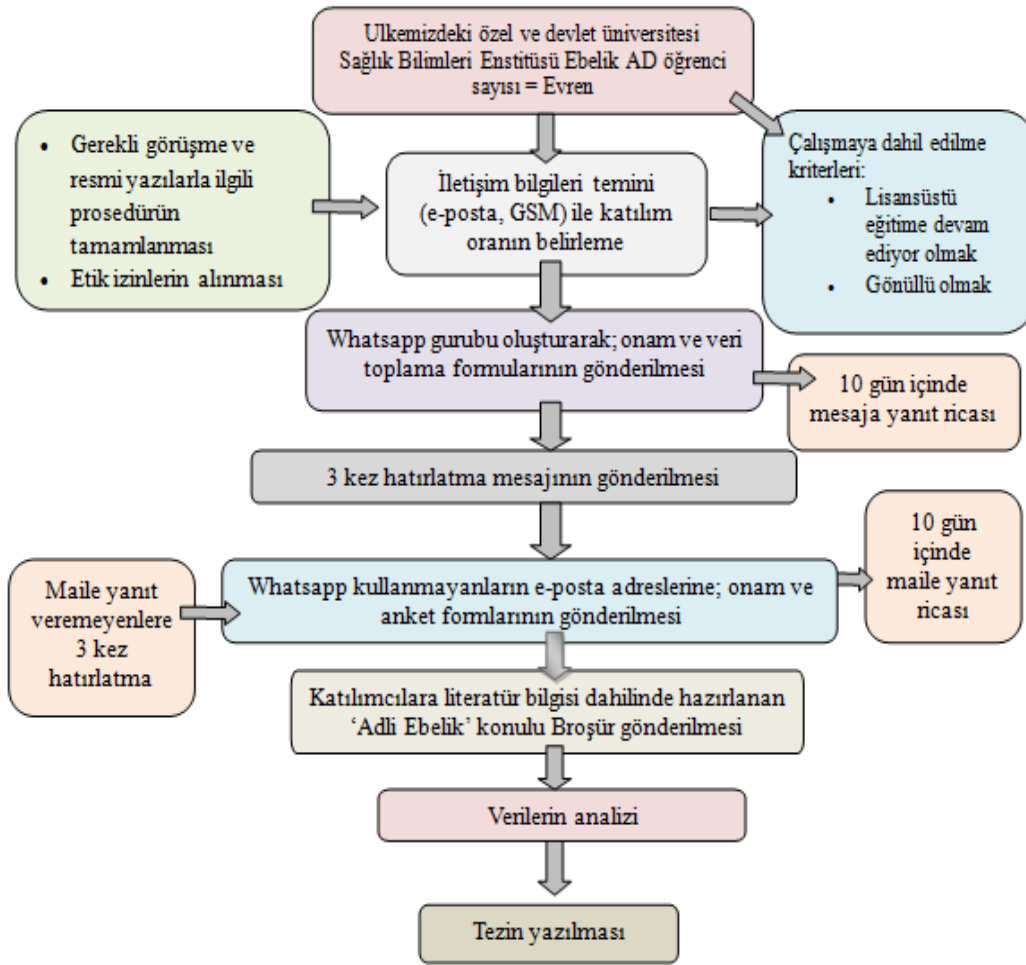 Ulkemizdeki özel ve devlet üniversitesi
Sağlık Bilimleri Enstitüsü Ebelik AD öğrenci
sayısı = Evren
• Gerekli görüşme ve
resmi yazılarla ilgili
prosedürün
tamamlanması
• Etik izinlerin alınması
İletişim bilgileri temini
(e-posta, GSM) ile katılım
oranın belirleme
Çalışmaya dahil edilme
kriterleri:
• Lisansüstü
eğitime devam
ediyor olmak
• Gönüllü olmak
Whatsapp gurubu oluşturarak; onam ve veri
toplama formularının gönderilmesi
10 gün içinde
mesaja yanıt ricası
3 kez hatırlatma mesajının gönderilmesi
10 gün
içinde
maile yanıt
ricası
Maile yanıt
veremeyenlere
3 kez
hatırlatma
Whatsapp kullanmayanların e-posta adreslerine; onam ve
anket formlarının gönderilmesi
Katılımcılara literatür bilgisi dahilinde hazırlanan
‘Adli Ebelik’ konulu Broşür gönderilmesi
Verilerin analizi
Tezin yazılması